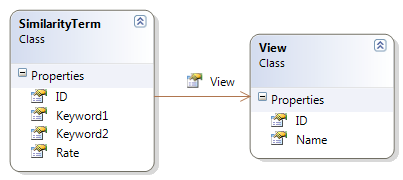 SimilarityTerm
Class
Properties
ID
Keyword1
Keyword2
Rate
View
View
Class
Properties
ID
Name